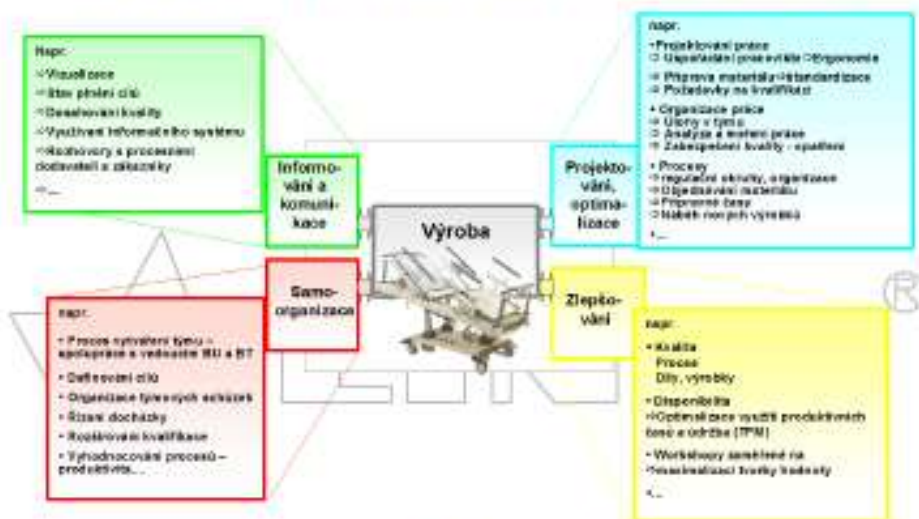 Např.
⇨Vizualizace
⇨Stav plnění cílů
⇨Dosahování kvality
⇨Využívání informačního systému
⇨Rozhovory s procesními
dodavateli a zákazníky
⇨...
Informo-
vání a
komuni-
kace
např.
•Projektování práce
⇨ Uspořádání pracoviště ⇨Ergonomie
⇨ Příprava materiálu⇨standardizace
⇨ Požadavky na kvalifikaci
• Organizace práce
⇨ Úlohy v týmu
⇨ Analýza a měření práce
⇨ Zabezpečení kvality - opatření
• Procesy
⇨regulační okruhy, organizace
⇨Objednávání materiálu
⇨Přípravné časy
⇨Náběh nových výrobků
•...
Projekto-
vání,
optima-
lizace
Výroba
Samo-
organizace
např.
• Proces vytváření týmu –
spolupráce s vedoucím BU a BT
• Definování cílů
• Organizace týmových schůzek
• Řízení docházky
• Rozšiřování kvalifikace
• Vyhodnocování procesů –
produktivita...
Zlepšo-
vání
např.
• Kvalita
Proces
Díly, výrobky
• Disponibilita
⇨Optimalizace využití produktivních
časů a údržba (TPM)
• Workshopy zaměřené na
⇨maximalizaci tvorby hodnoty
•...
®